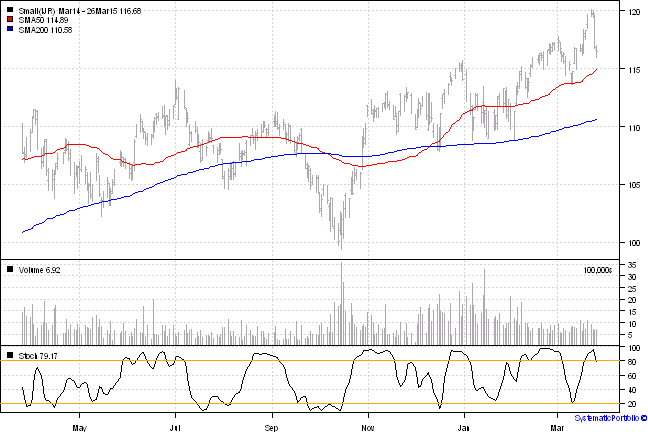 Small(IJR) Mar14 - 26Mar15 116.68
SMA50 114.89
SMA200 110.58
120
115
110
105
100
Volume 6.92
100,000s
35
30
25
20
15
10
5
Stoch 79.17
100
80
60
40
20
May
Jul
Sep
Nov
Jan
Mar
SystematicPortfolio ©